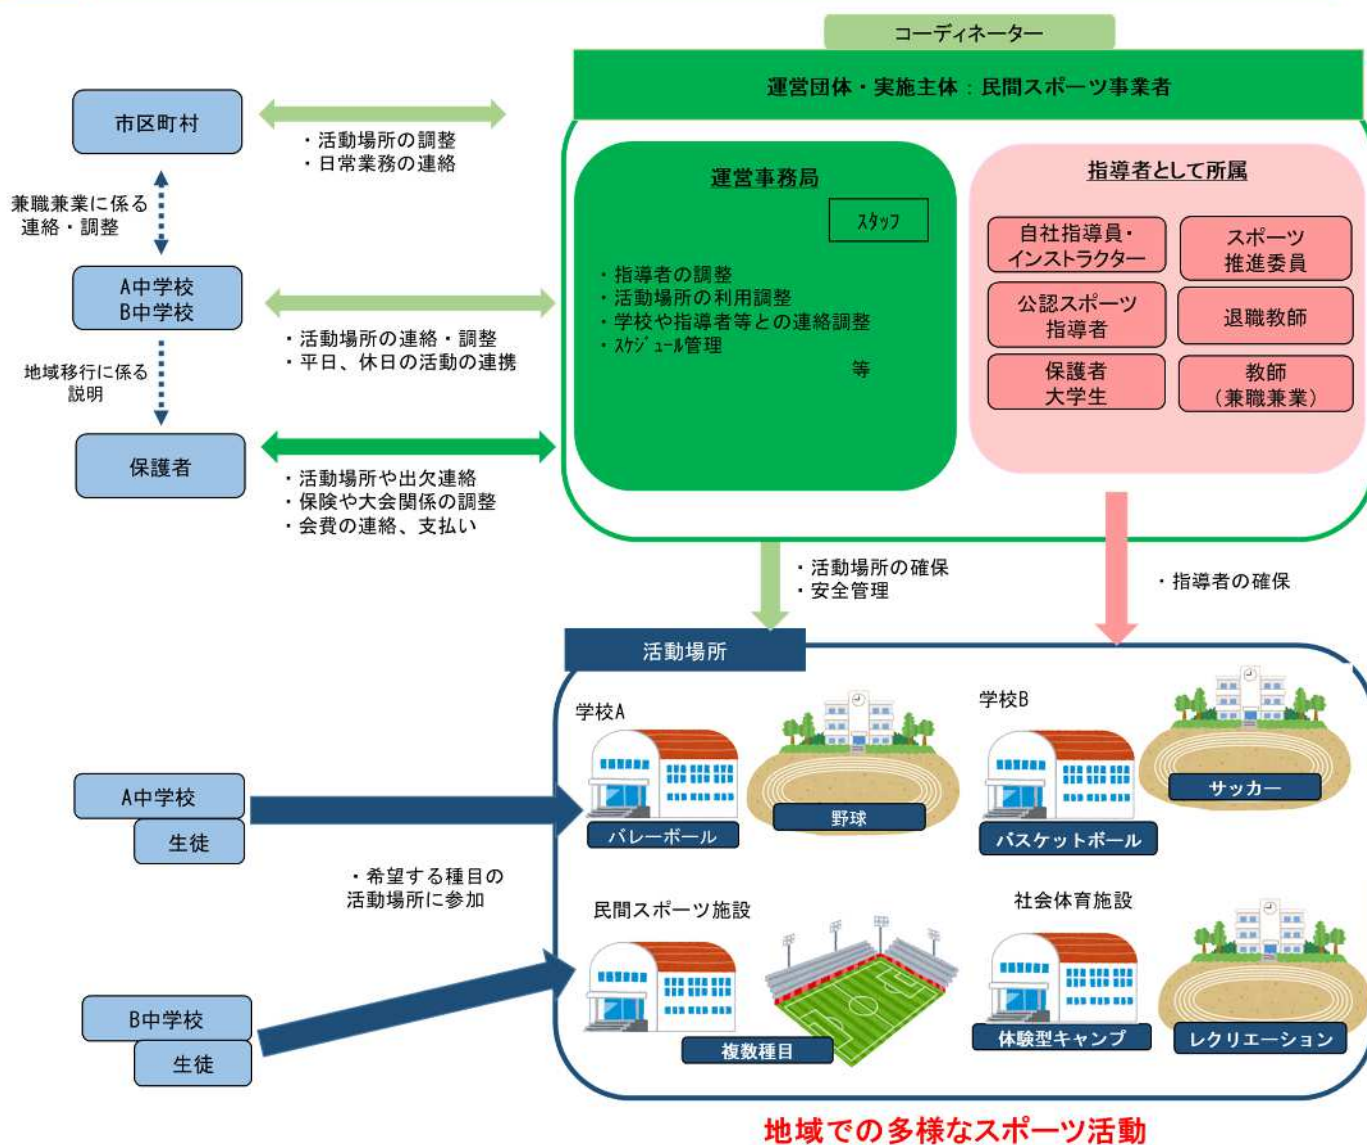 コーディネーター
運営団体・実施主体：民間スポーツ事業者
市区町村
・活動場所の調整
・日常業務の連絡
兼職兼業に係る
連絡・調整
A中学校
B中学校
・活動場所の連絡・調整
・平日、休日の活動の連携
地域移行に係る
説明
保護者
・活動場所や出欠連絡
・保険や大会関係の調整
・会費の連絡、支払い
運営事務局
ｽﾀｯﾌ
・指導者の調整
・活動場所の利用調整
・学校や指導者等との連絡調整
・ｽｹｼﾞｭｰﾙ管理
等
指導者として所属
自社指導員・
インストラクター
スポーツ
推進委員
公認スポーツ
指導者
退職教師
保護者
大学生
教師
（兼職兼業）
・活動場所の確保
・安全管理
・指導者の確保
活動場所
学校A
バレーボール
野球
学校B
バスケットボール
サッカー
A中学校
生徒
・希望する種目の
活動場所に参加
B中学校
生徒
民間スポーツ施設
複数種目
社会体育施設
体験型キャンプ
レクリエーション
地域での多様なスポーツ活動